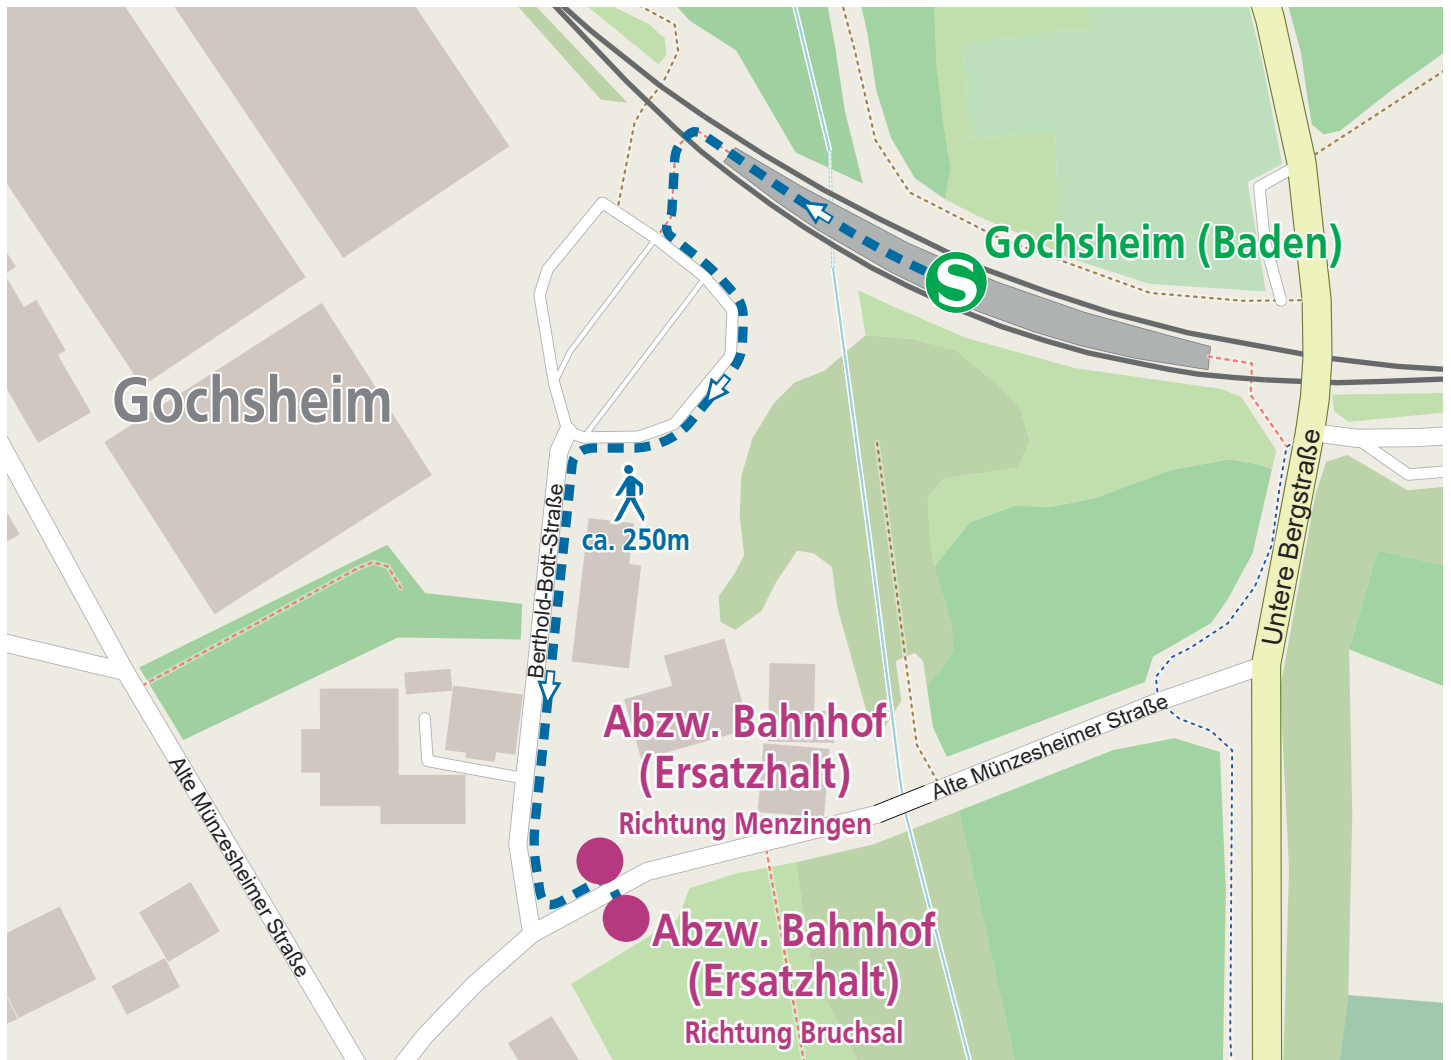 S
Gochsheim (Baden)
Gochsheim
Untere Bergstraße
Berthold-Bott-Straße
ca. 250m
Abzw. Bahnhof
(Ersatzhalt)
Richtung Menzingen
Alte Münzesheimer Straße
Alte Münzesheimer Straße
Abzw. Bahnhof
(Ersatzhalt)
Richtung Bruchsal